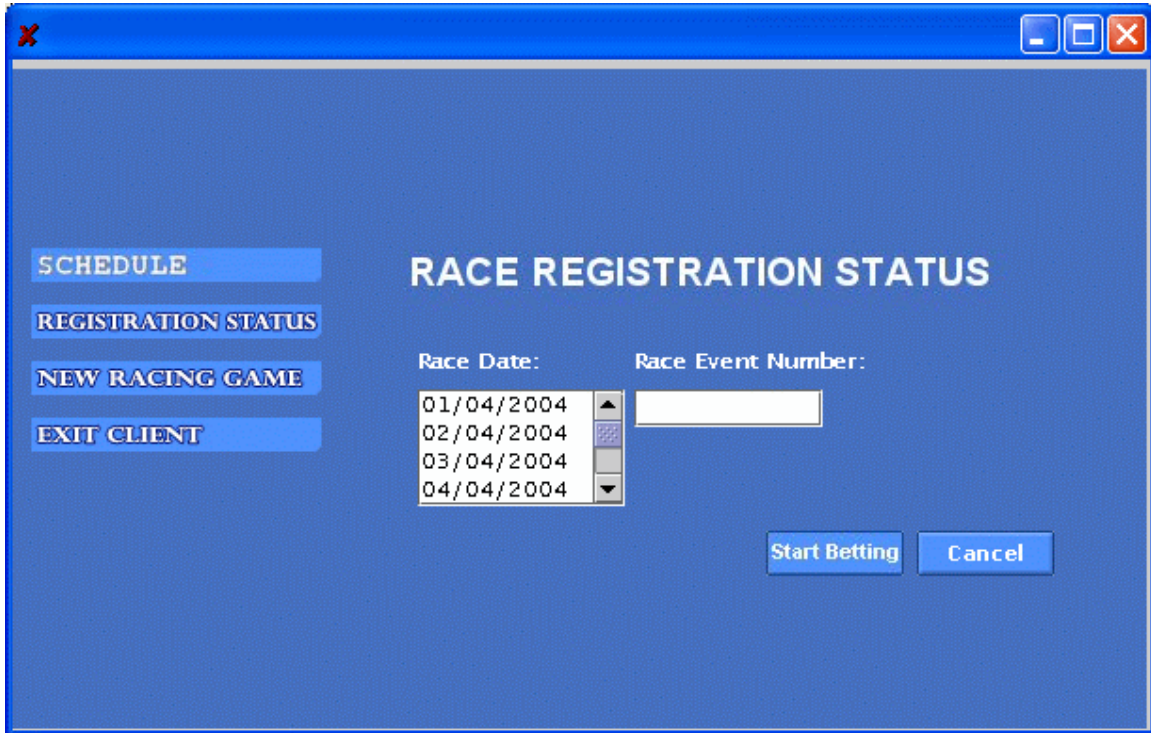 SCHEDULE
REGISTRATION STATUS
NEW RACING GAME
EXIT CLIENT
RACE REGISTRATION STATUS
Race Date:
Race Event Number:
01/04/2004
02/04/2004
03/04/2004
04/04/2004
Start Betting
Cancel